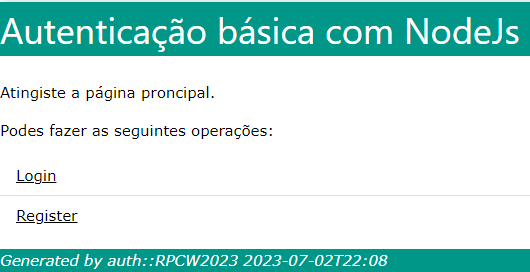 Autenticação básica com NodeJs
Atingiste a página proncipal.
Podes fazer as seguintes operações:
Login
Register
Generated by auth::RPCW2023 2023-07-02T22:08